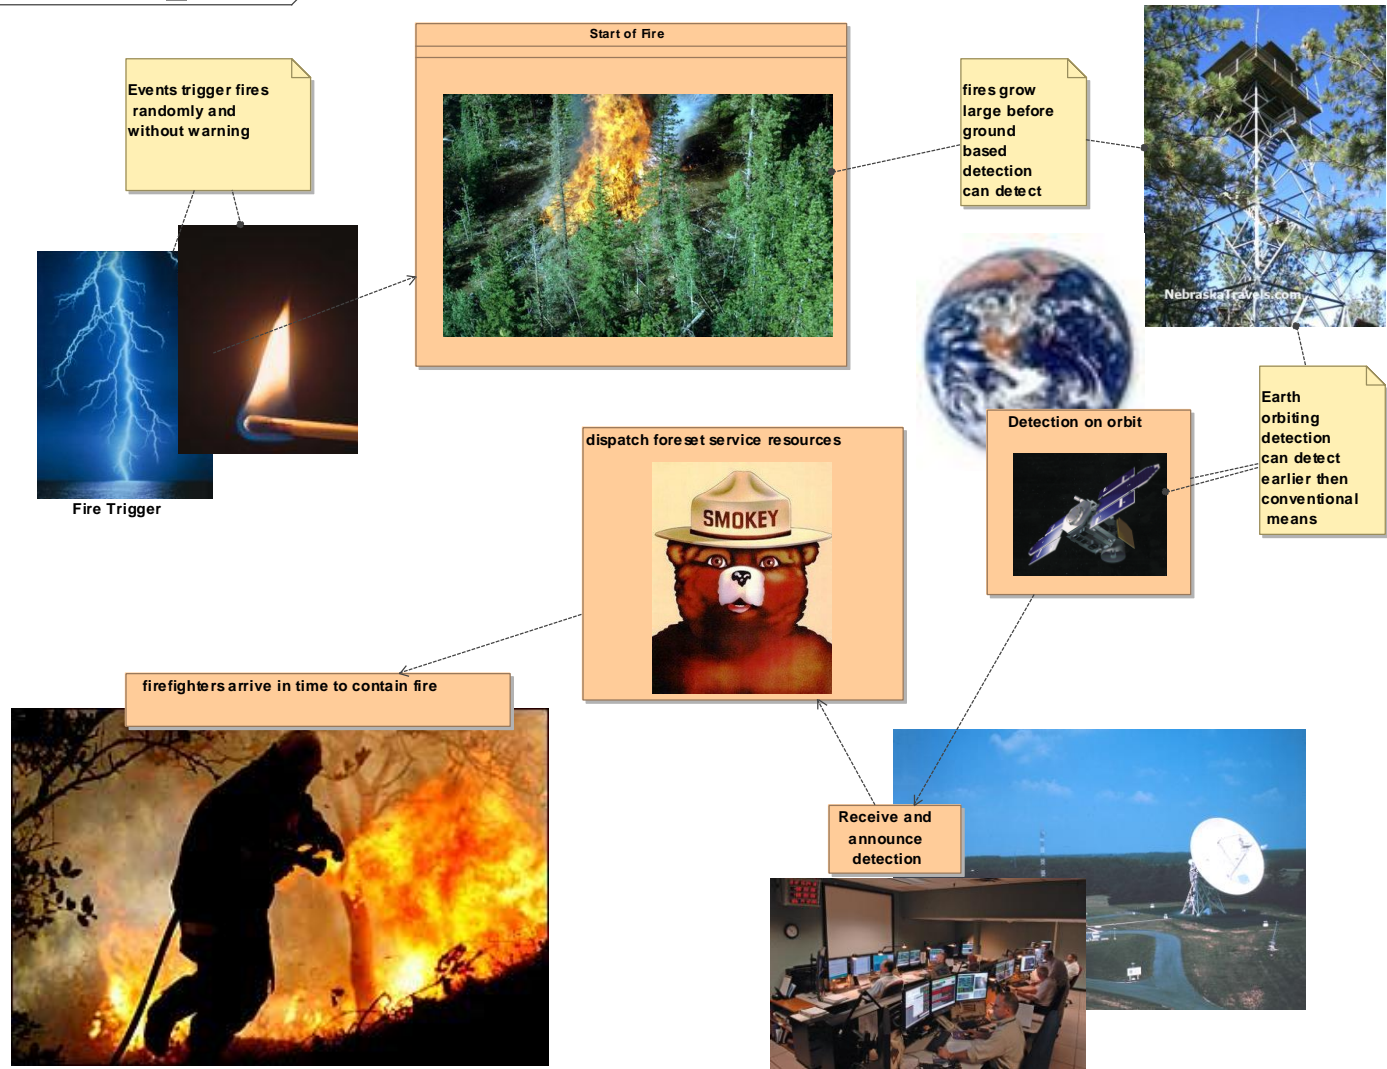 Start of Fire
Events trigger fires
randomly and
without warning
fires grow
large before
ground
based
detection
can detect
NebraskaTravels.com
Fire Trigger
Earth
orbiting
detection
can detect
earlier then
conventional
means
Detection on orbit
dispatch foreset service resources
SMOKEY
firefighters arrive in time to contain fire
Receive and
announce
detection